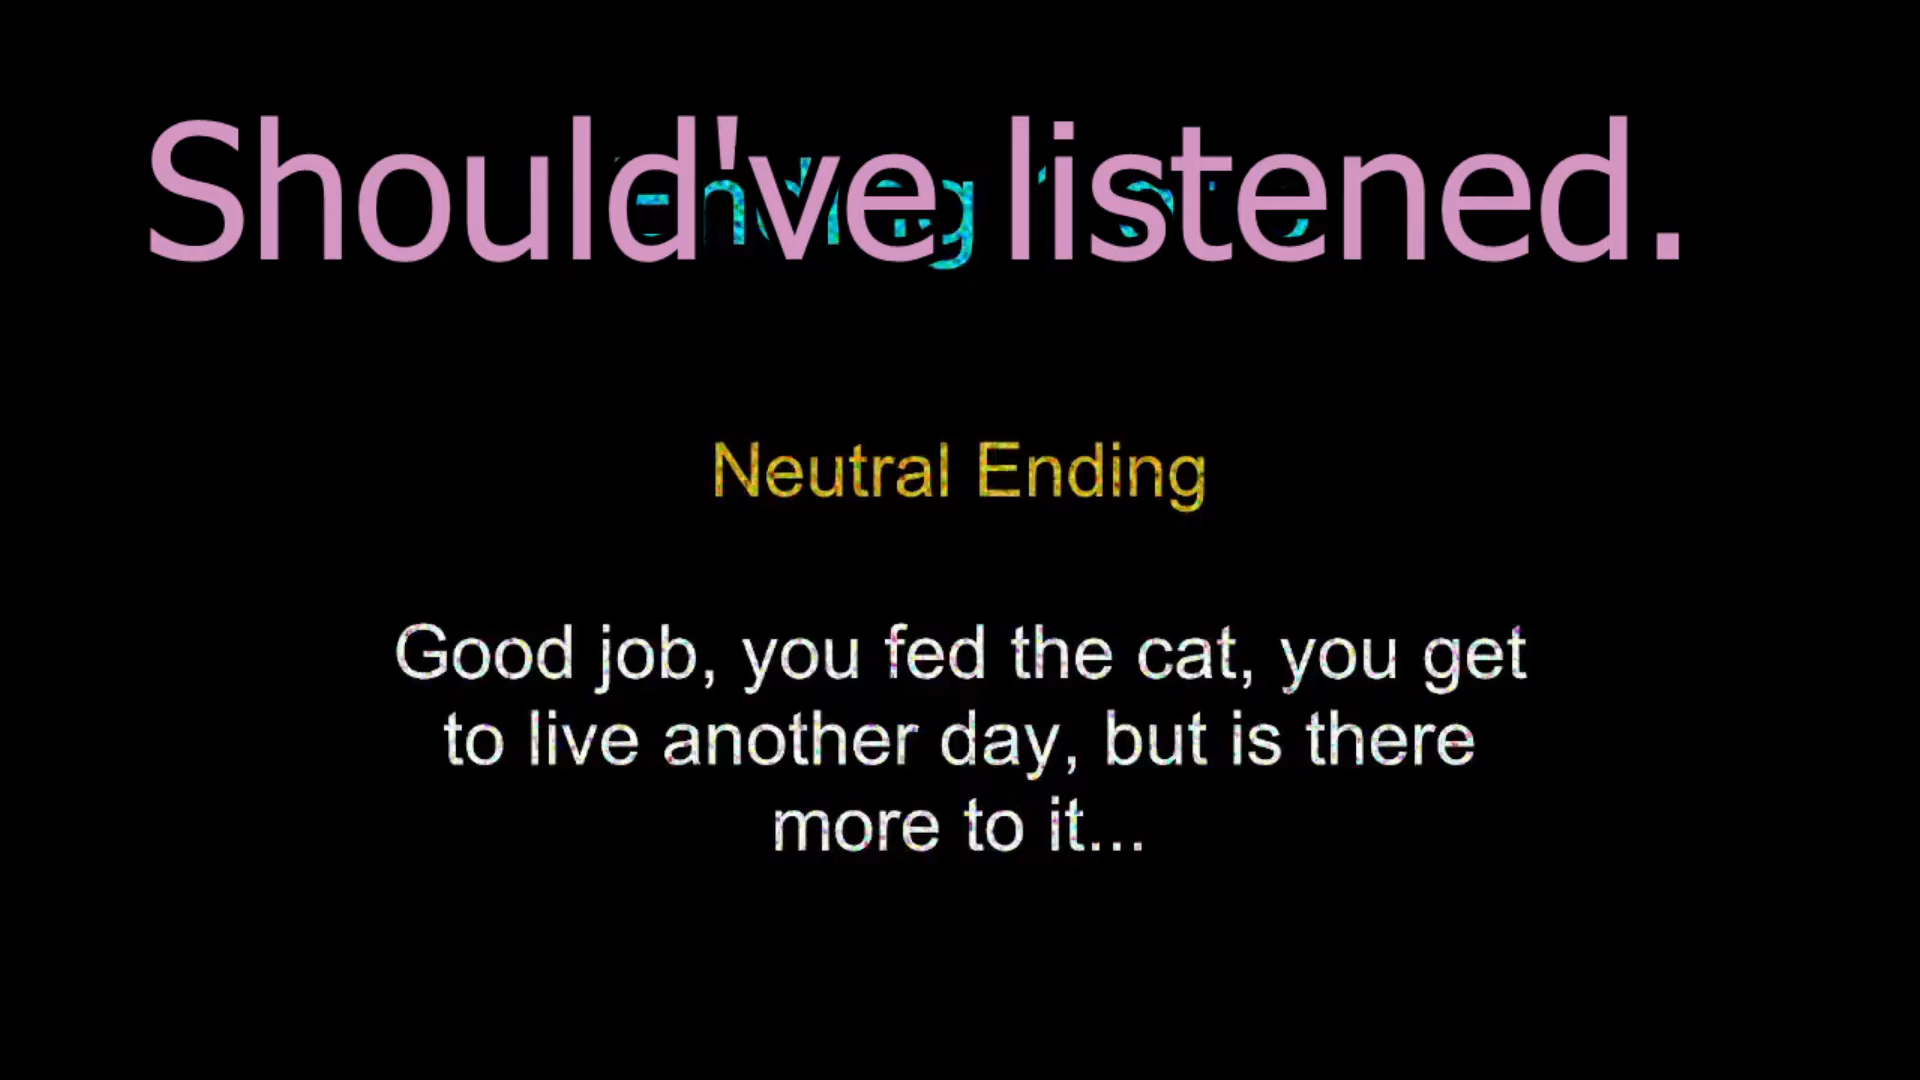 Should've listened.
Ending
Neutral Ending
Good job, you fed the cat, you get
to live another day, but is there
more to it...